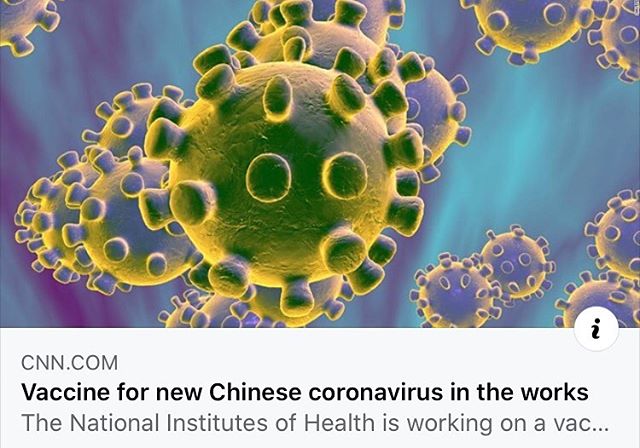 CNN.COM
Vaccine for new Chinese coronavirus in the works
The National Institutes of Health is working on a vac...